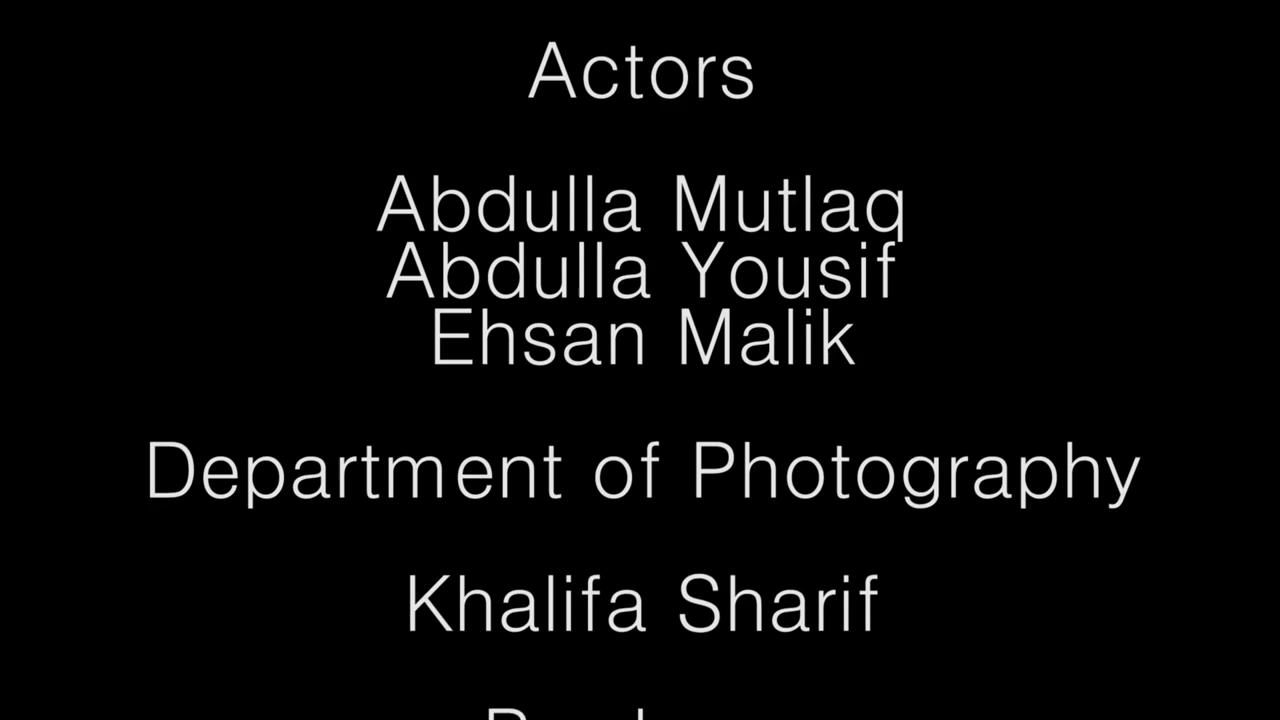 Actors
Abdulla Mutlaq
Abdulla Yousif
Ehsan Malik
Department of Photography
Khalifa Sharif